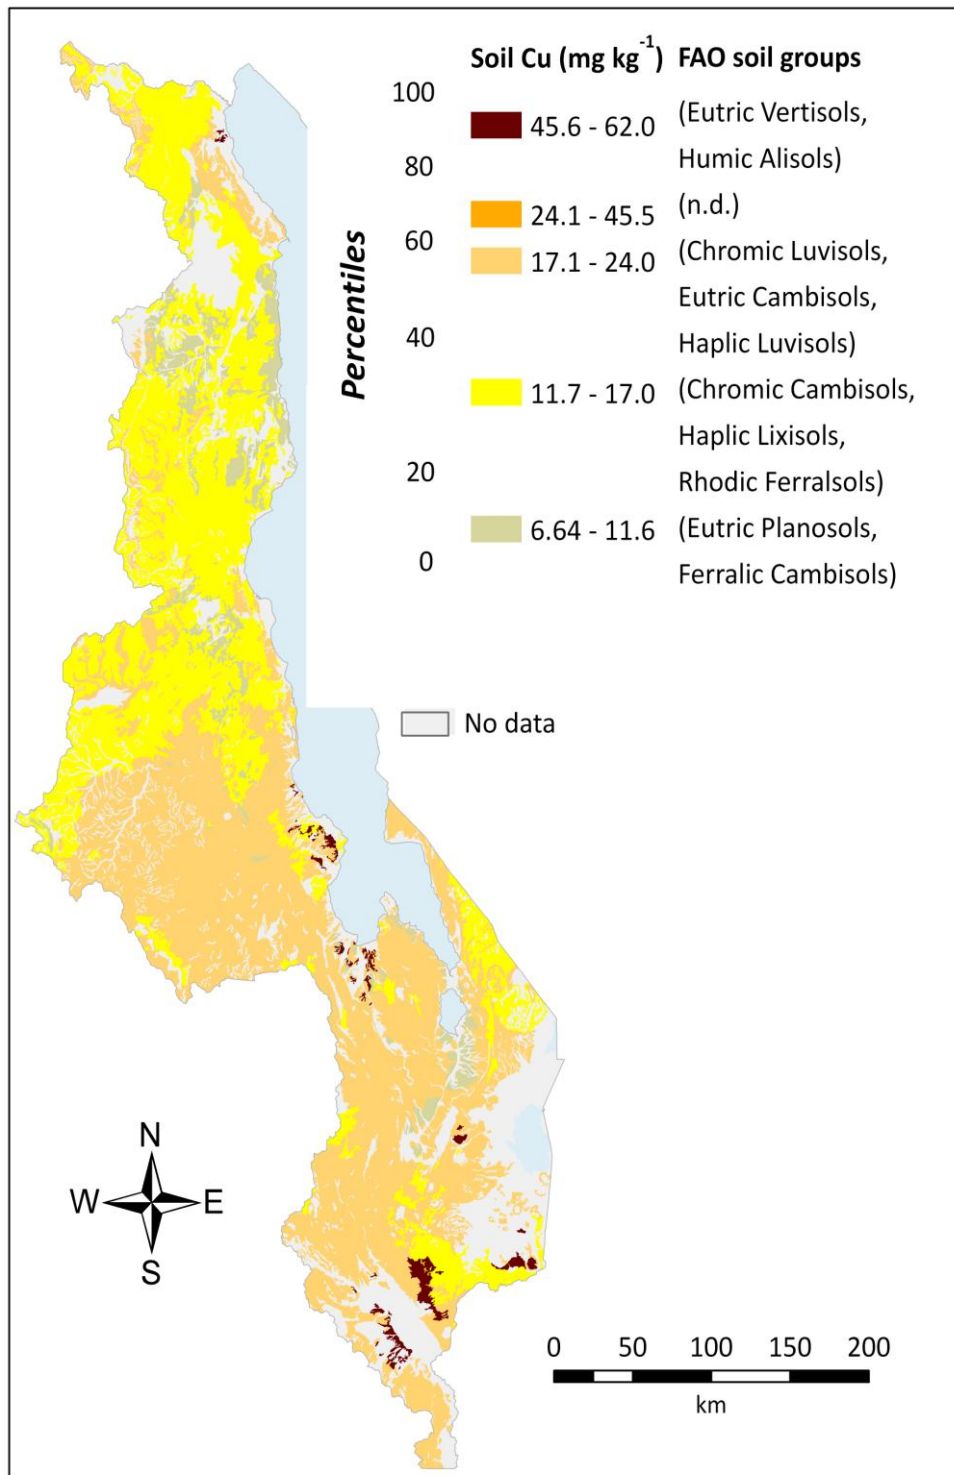 Soil Cu (mg kg-1) FAO soil groups
100
80
60
40
20
0
Percentiles
45.6 - 62.0 (Eutric Vertisols,
Humic Alisols)
24.1 - 45.5 (n.d.)
17.1 - 24.0 (Chromic Luvisols,
Eutric Cambisols,
Haplic Luvisols)
11.7 - 17.0 (Chromic Cambisols,
Haplic Lixisols,
Rhodic Ferralsols)
6.64 - 11.6 (Eutric Planosols,
Ferralic Cambisols)
No data
N
W E
S
0 50 100 150 200
km